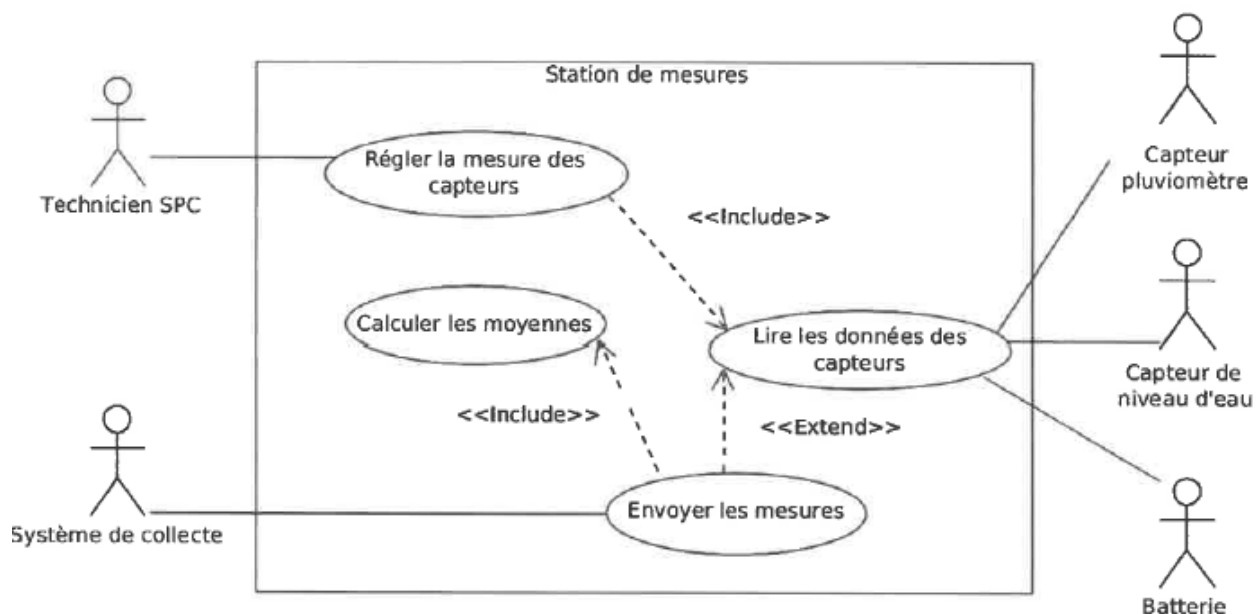 Station de mesures
Technicien SPC
Régler la mesure des
capteurs
<<Include>>
Capteur
pluviomètre
Calculer les moyennes
Lire les données des
capteurs
Capteur de
niveau d'eau
<<Include>>
<<Extend>>
Système de collecte
Envoyer les mesures
Batterie